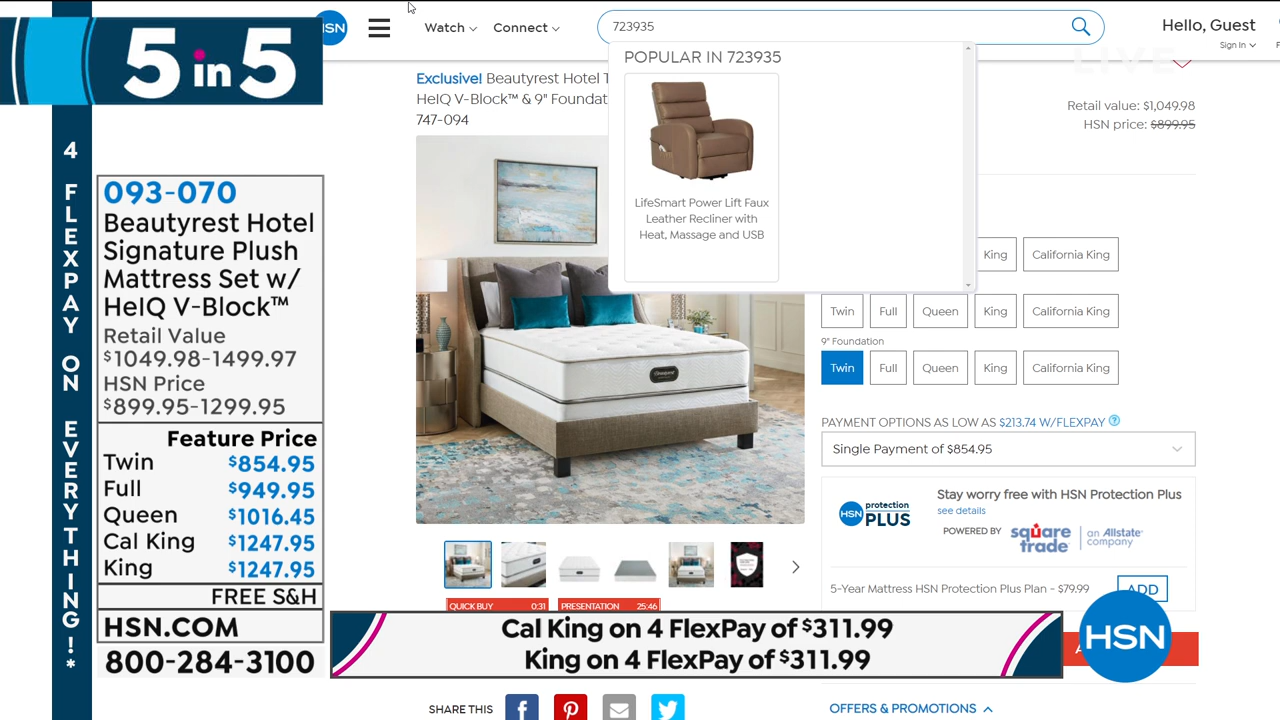 5 in 5
4 FLEXPAY ON EVERYTHING!*
093-070
Beautyrest Hotel
Signature Plush
Mattress Set w/
HeIQ V-Block™
Retail Value
$1049.98-1499.97
HSN Price
$899.95-1299.95
Feature Price
Twin $854.95
Full $949.95
Queen $1016.45
Cal King $1247.95
King $1247.95
FREE S&H
HSN.COM
800-284-3100
Watch
Connect
723935
Hello, Guest
Sign In
LIVE
POPULAR IN 723935
LifeSmart Power Lift Faux
Leather Recliner with
Heat, Massage and USB
Exclusive! Beautyrest Hotel
HeIQ V-Block™ & 9" Foundat
747-094
Retail value: $1,049.98
HSN price: $899.95
King California King
Twin Full Queen King California King
9" Foundation
Twin Full Queen King California King
PAYMENT OPTIONS AS LOW AS $213.74 W/FLEXPAY ?
Single Payment of $854.95
HSN protection PLUS
Stay worry free with HSN Protection Plus
see details
POWERED BY square trade an Allstate company
5-Year Mattress HSN Protection Plus Plan - $79.99 ADD
QUICK BUY 0:31 PRESENTATION 25:46
Cal King on 4 FlexPay of $311.99
King on 4 FlexPay of $311.99
HSN
SHARE THIS
OFFERS & PROMOTIONS